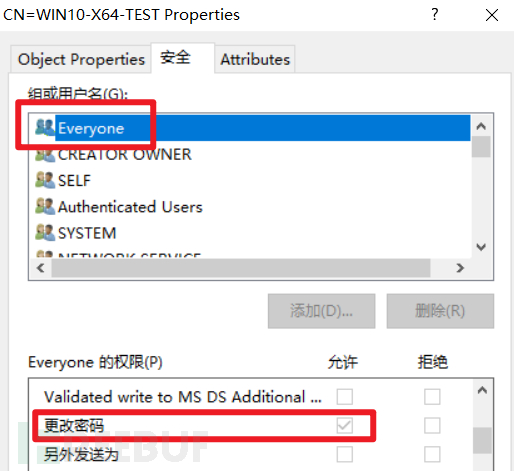 CN=WIN10-X64-TEST Properties
Object Properties 安全 Attributes
组或用户名(G):
Everyone
CREATOR OWNER
SELF
Authenticated Users
SYSTEM
NETWORK SERVICE
添加(D)... 删除(R)
Everyone 的权限(P) 允许 拒绝
Validated write to MS DS Additional ...
更改密码
另外发送为